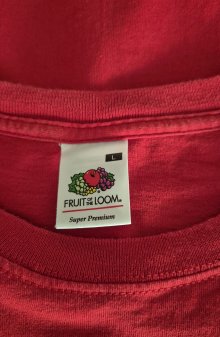 L
FRUIT OF THE LOOM®
Super Premium